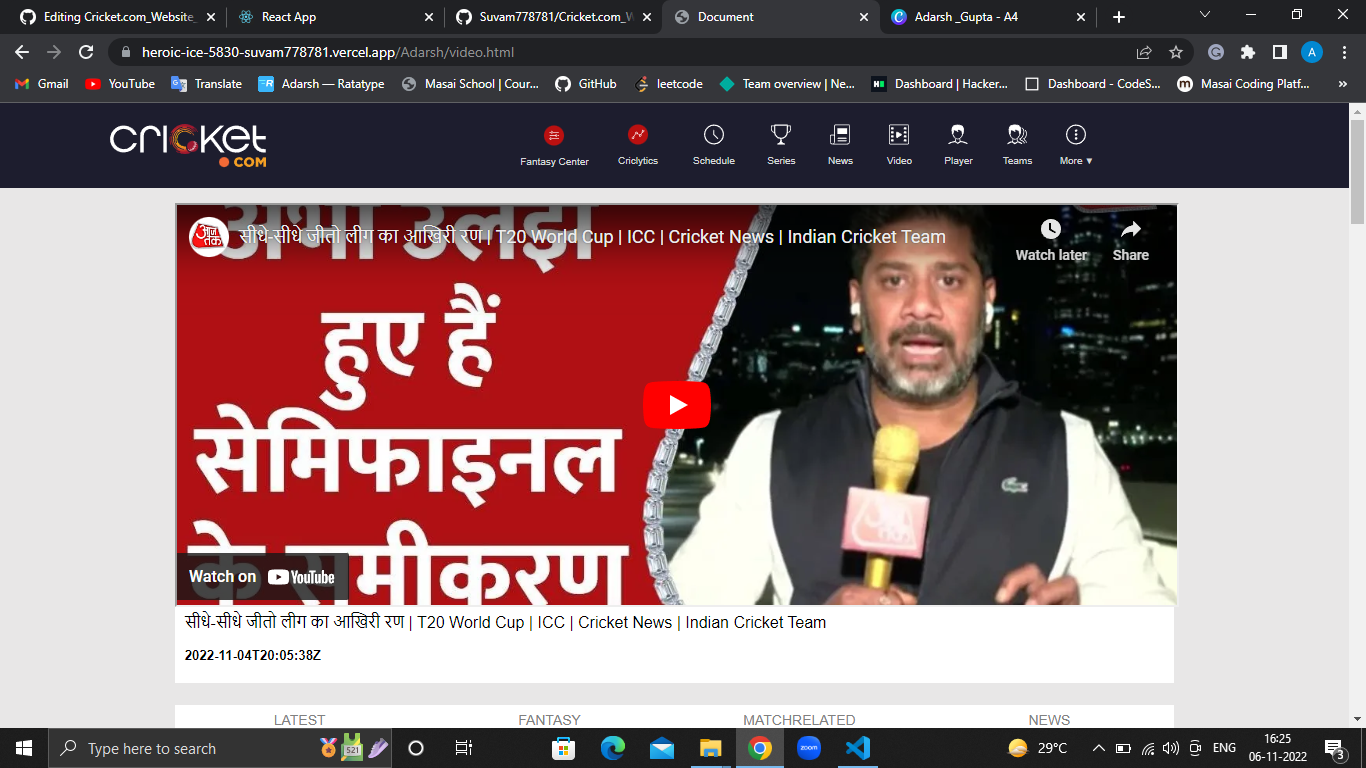 Editing Cricket.com_Website_
React App
Suvam778781/Cricket.com_W
Document
Adarsh _Gupta - A4
heroic-ice-5830-suvam778781.vercel.app/Adarsh/video.html
A
Gmail
YouTube
Translate
Adarsh — Ratatype
Masai School | Cour...
GitHub
leetcode
Team overview | Ne...
Dashboard | Hacker...
Dashboard - CodeS...
Masai Coding Platf...
»
CRICKET
.COM
Fantasy Center
Criclytics
Schedule
Series
News
Video
Player
Teams
More ▼
आज तक
सीधे-सीधे जीतो लीग का आखिरी रण | T20 World Cup | ICC | Cricket News | Indian Cricket Team
Watch later
Share
अभी उलझे
हुए हैं
सेमिफाइनल
के समीकरण
Watch on YouTube
सीधे-सीधे जीतो लीग का आखिरी रण | T20 World Cup | ICC | Cricket News | Indian Cricket Team
2022-11-04T20:05:38Z
LATEST
FANTASY
MATCHRELATED
NEWS
Type here to search
521
zoom
29°C
ENG
16:25
06-11-2022
3